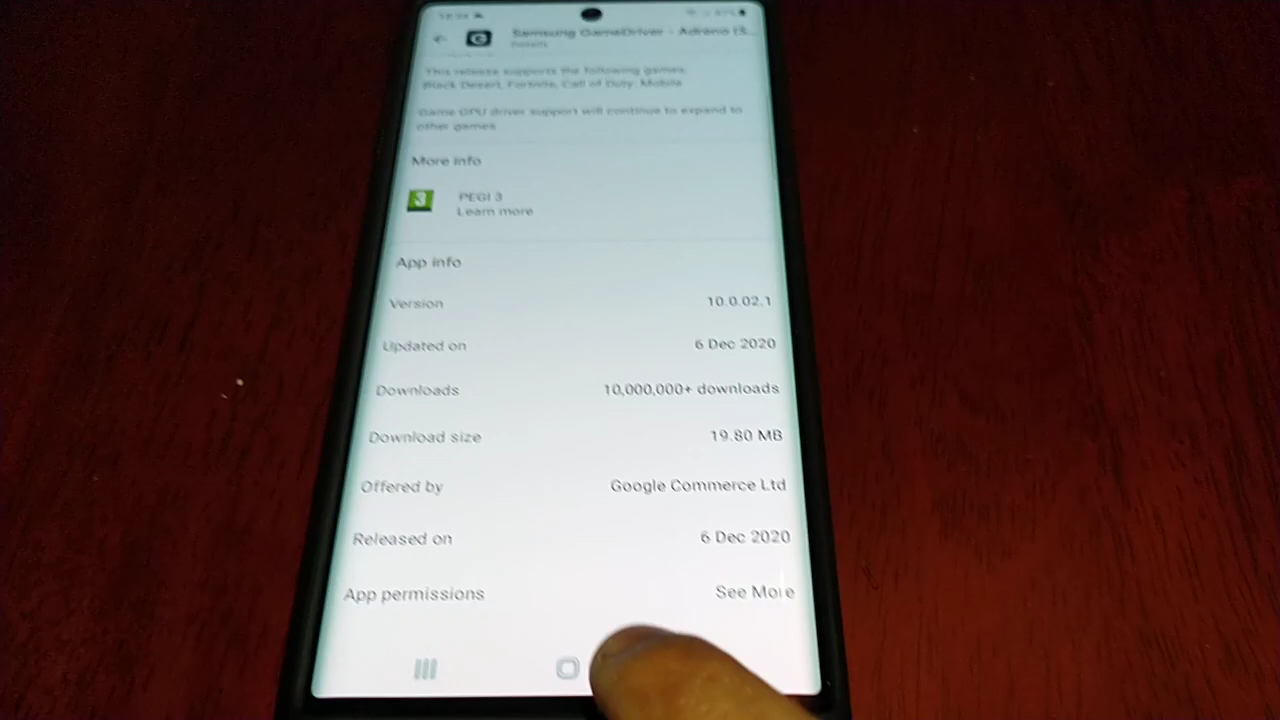 Samsung GameDriver - Adreno (S...
Details
This release supports the following games.
Black Desert, Fortnite, Call of Duty: Mobile
Game GPU driver support will continue to expand to
other games.
More info
3
PEGI 3
Learn more
App info
Version 10.0.02.1
Updated on 6 Dec 2020
Downloads 10,000,000+ downloads
Download size 19.80 MB
Offered by Google Commerce Ltd
Released on 6 Dec 2020
App permissions See More